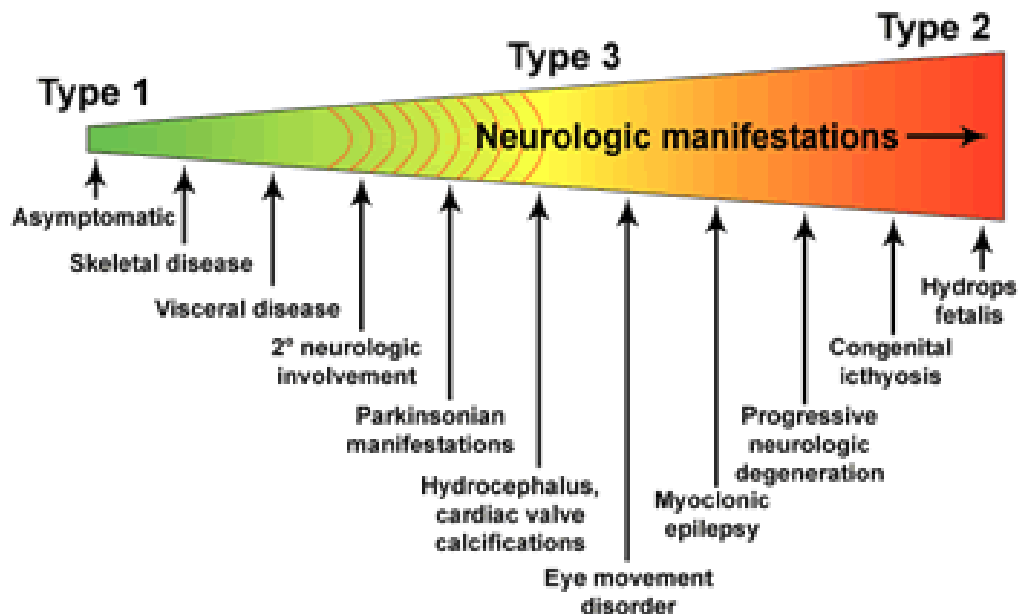 Type 1
Type 3
Type 2
Neurologic manifestations
Asymptomatic
Skeletal disease
Visceral disease
2° neurologic
involvement
Parkinsonian
manifestations
Hydrocephalus,
cardiac valve
calcifications
Eye movement
disorder
Myoclonic
epilepsy
Progressive
neurologic
degeneration
Congenital
icthyosis
Hydrops
fetalis